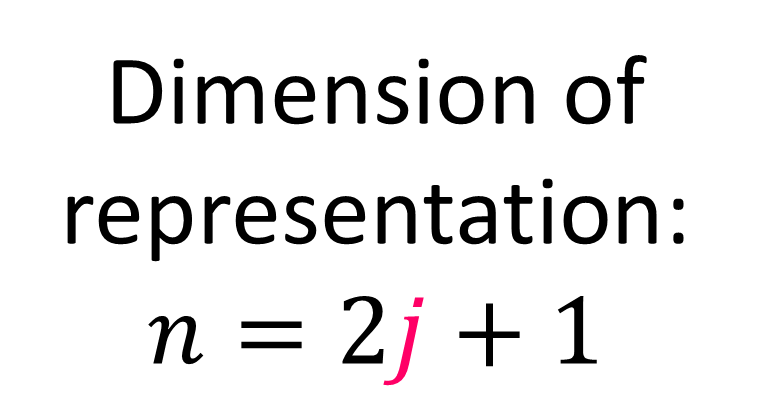 Dimension of
representation:
𝑛 = 2𝑗 + 1